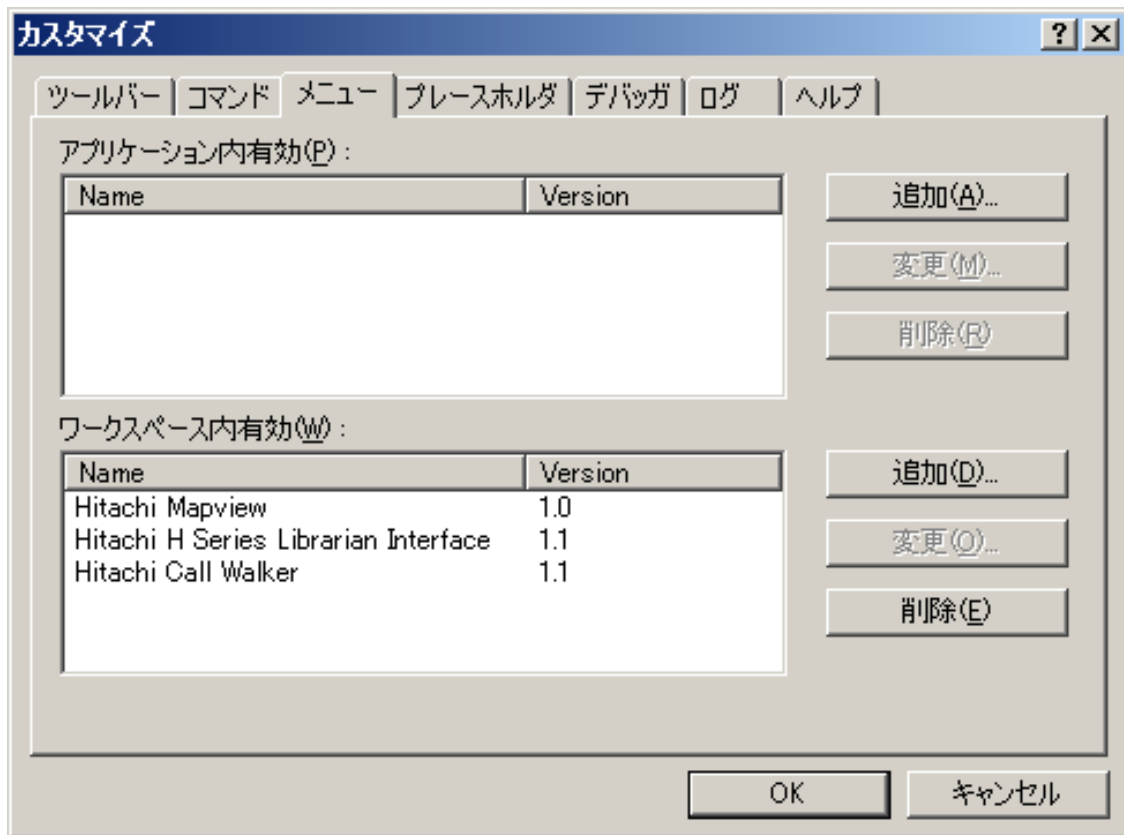 カスタマイズ
ツールバー コマンド メニュー プレースホルダ デバッガ ログ ヘルプ
アプリケーション内有効(P) :
Name Version
追加(A)...
変更(M)...
削除(R)
ワークスペース内有効(W) :
Name Version
Hitachi Mapview 1.0
Hitachi H Series Librarian Interface 1.1
Hitachi Call Walker 1.1
追加(D)...
変更(O)...
削除(E)
OK キャンセル